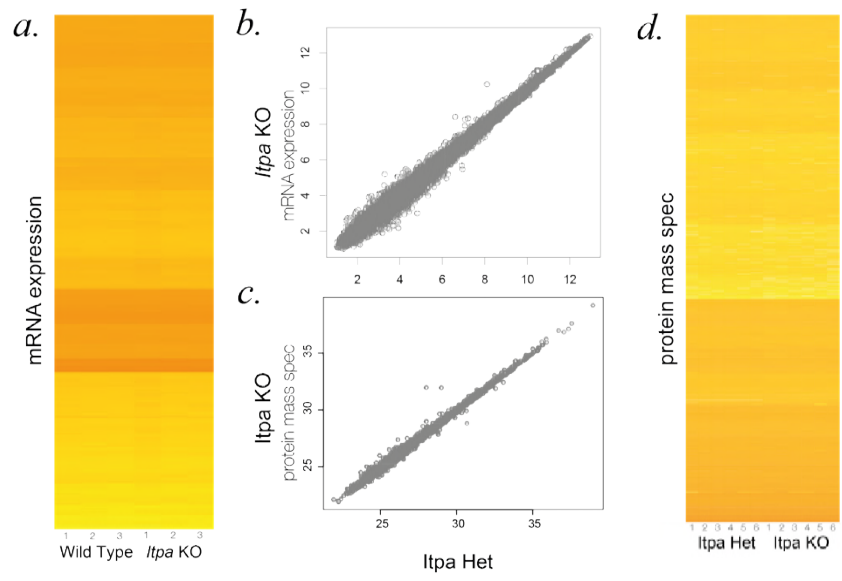 a.
mRNA expression
1 2 3 1 2 3
Wild Type Itpa KO
b.
Itpa KO
mRNA expression
12
10
8
6
4
2
2 4 6 8 10 12
c.
Itpa KO
protein mass spec
35
30
25
25 30 35
Itpa Het
d.
protein mass spec
1 2 3 4 5 6 1 2 3 4 5 6
Itpa Het Itpa KO